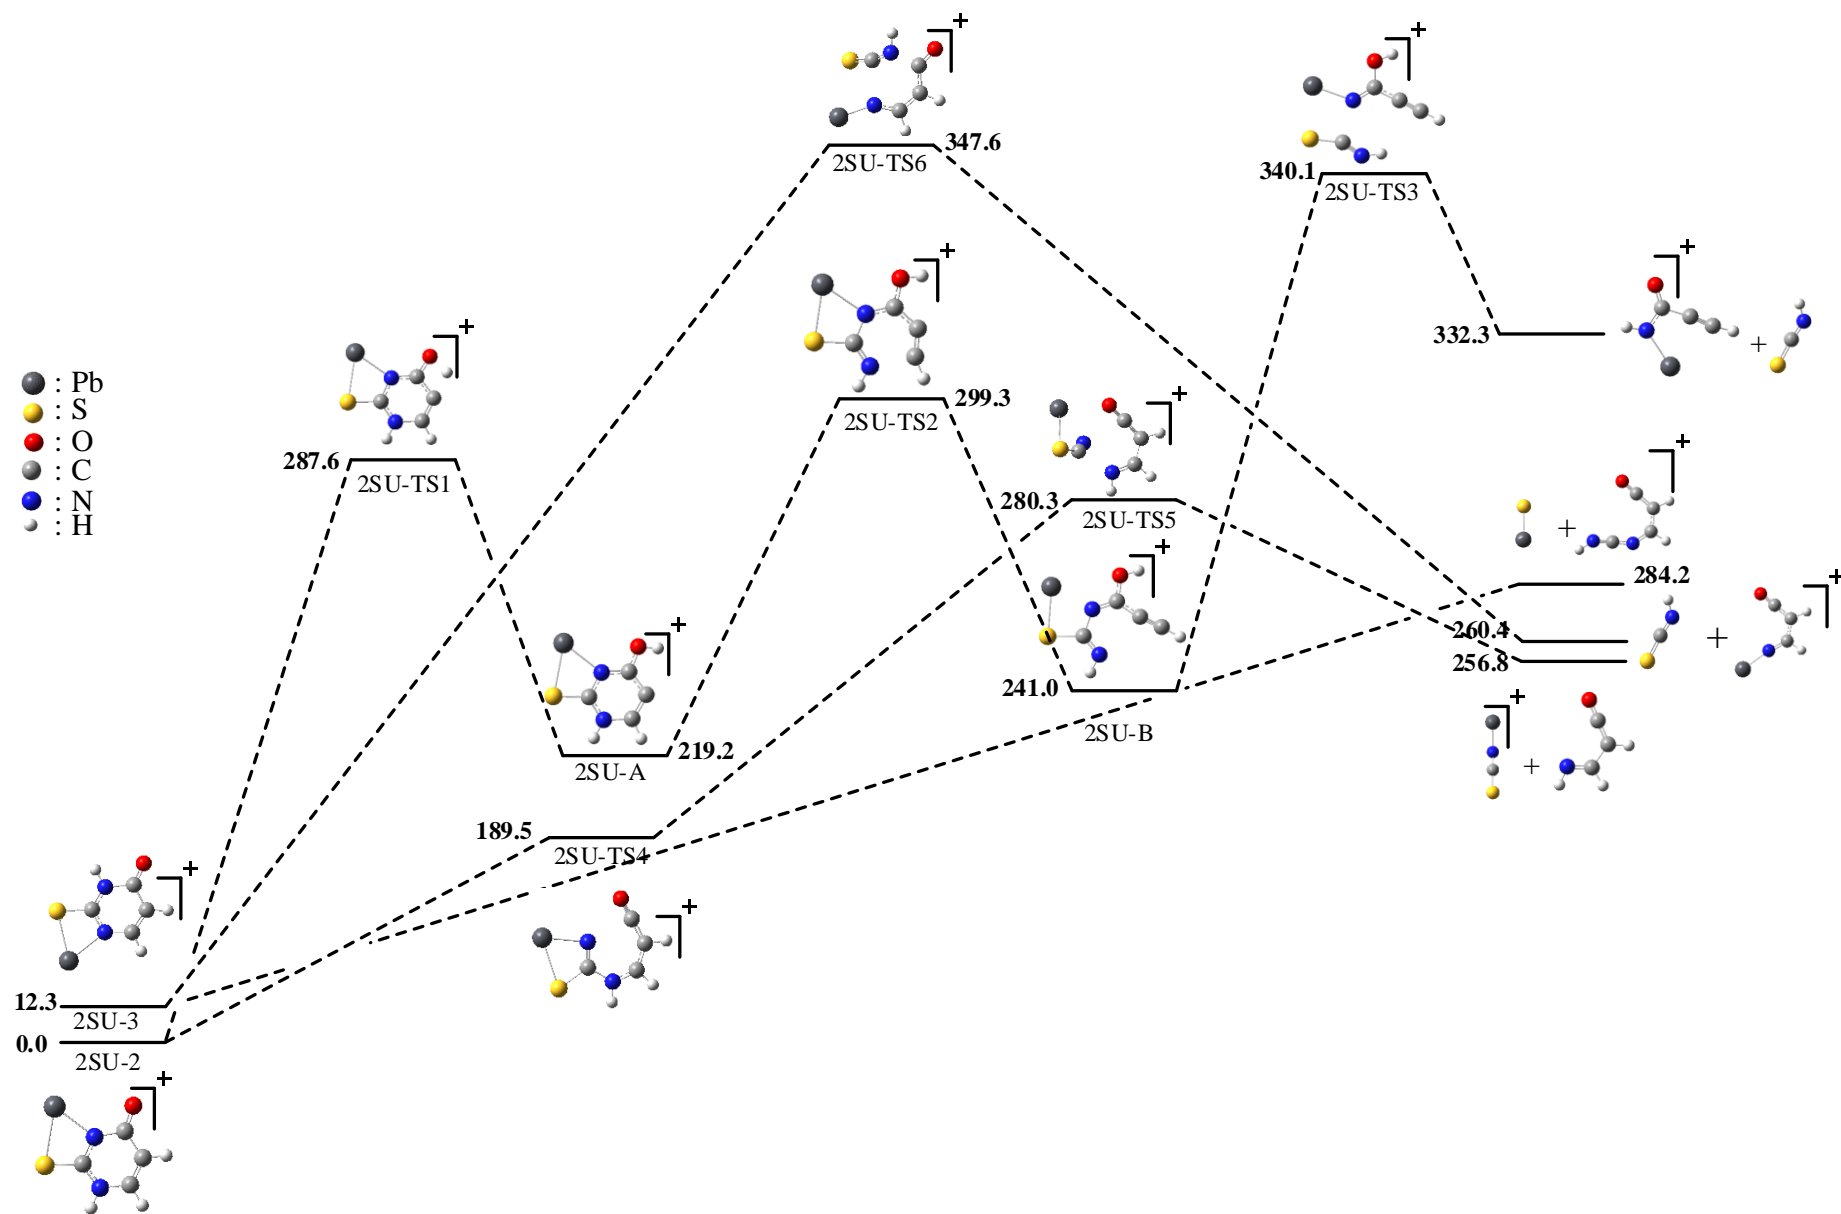 +
+
347.6
2SU-TS6
340.1
2SU-TS3
+
+
332.3
+
+
: Pb
: S
: O
: C
: N
: H
287.6
2SU-TS1
299.3
2SU-TS2
+
280.3
2SU-TS5
+
+
284.2
+
+
260.4
+
256.8
+
241.0
2SU-B
+
2SU-A
219.2
+
+
189.5
2SU-TS4
+
+
12.3
2SU-3
0.0
2SU-2
+